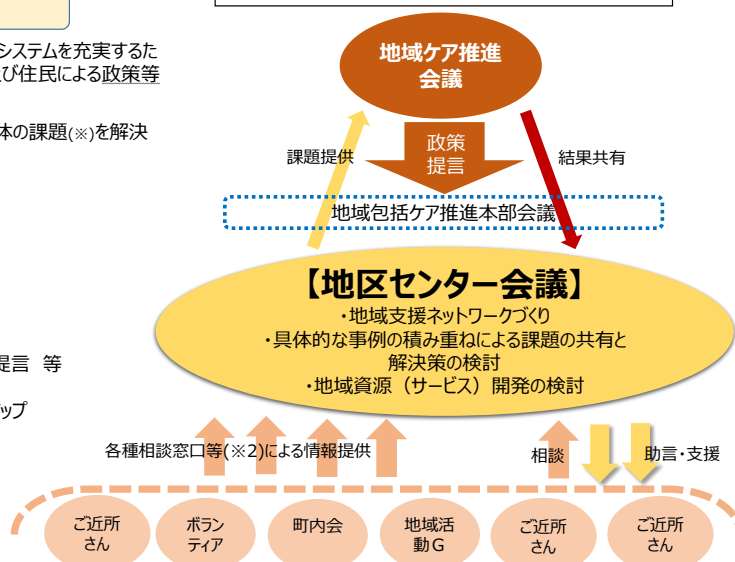 システムを充実するた
び住民による政策等
体の課題(※)を解決
提言 等
ップ
地域ケア推進
会議
政策
提言
課題提供
結果共有
地域包括ケア推進本部会議
【地区センター会議】
・地域支援ネットワークづくり
・具体的な事例の積み重ねによる課題の共有と
解決策の検討
・地域資源（サービス）開発の検討
各種相談窓口等(※2)による情報提供
相談
助言・支援
ご近所
さん
ボラン
ティア
町内会
地域活
動G
ご近所
さん
ご近所
さん